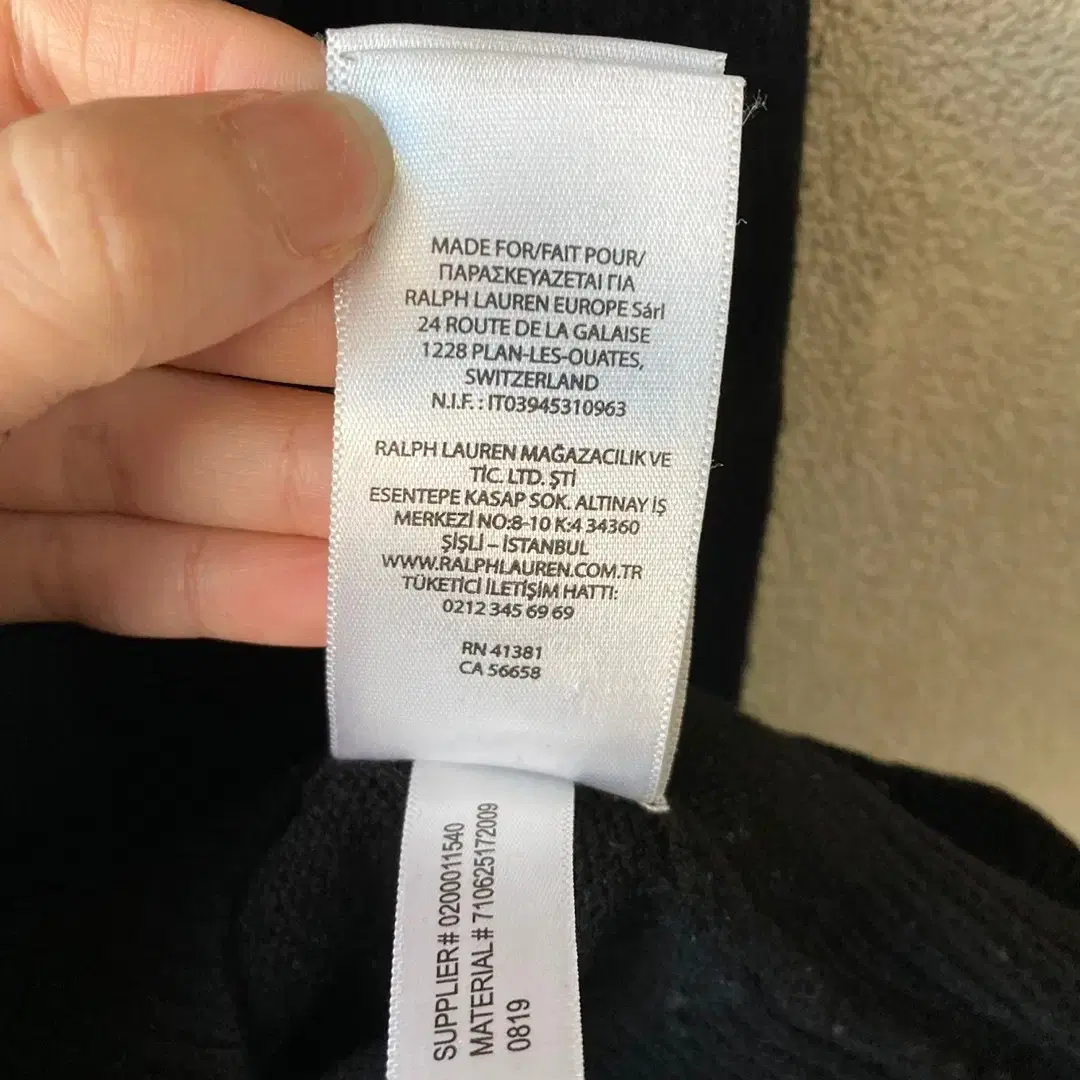 MADE FOR/FAIT POUR/
ΠΑΡΑΣΚΕΥΑΖΕΤΑΙ ΓΙΑ
RALPH LAUREN EUROPE Sárl
24 ROUTE DE LA GALAISE
1228 PLAN-LES-OUATES,
SWITZERLAND
N.I.F. : IT03945310963
RALPH LAUREN MAĞAZACILIK VE
TİC. LTD. ŞTİ
ESENTEPE KASAP SOK. ALTINAY İŞ
MERKEZİ NO:8-10 K:4 34360
ŞİŞLİ – İSTANBUL
WWW.RALPHLAUREN.COM.TR
TÜKETİCİ İLETİŞİM HATTI:
0212 345 69 69
RN 41381
CA 56658
SUPPLIER# 0200011540
MATERIAL# 710625172009
0819